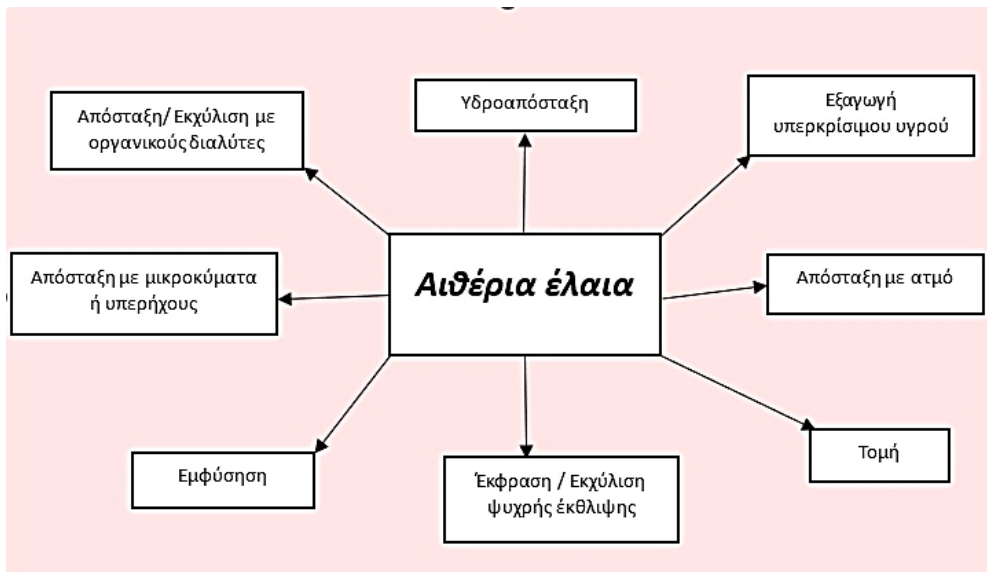 Απόσταξη/ Εκχύλιση με
οργανικούς διαλύτες
Υδροαπόσταξη
Εξαγωγή
υπερκρίσιμου υγρού
Απόσταξη με μικροκύματα
ή υπερήχους
Αιθέρια έλαια
Απόσταξη με ατμό
Εμφύσηση
Έκφραση / Εκχύλιση
ψυχρής έκθλιψης
Τομή